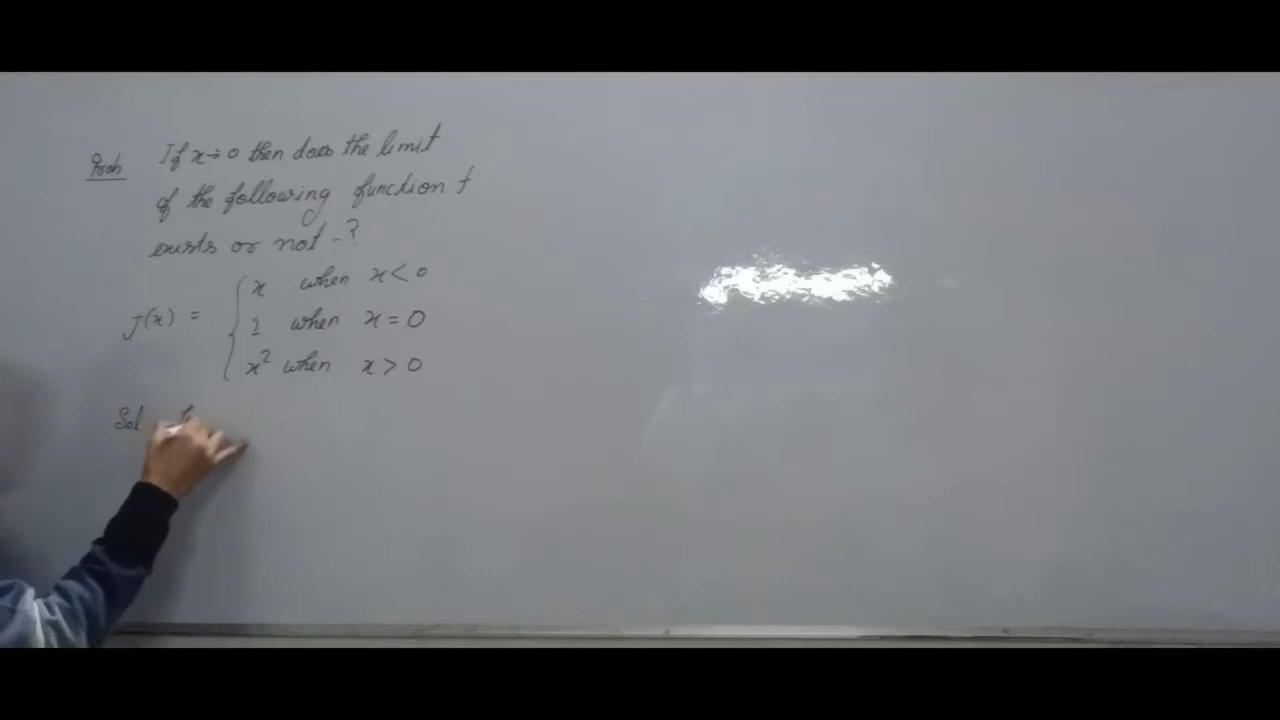 Prob If x→0 then does the limit
of the following function f
exists or not -?
f(x) = { x when x < 0
1 when x = 0
x² when x > 0
Sol